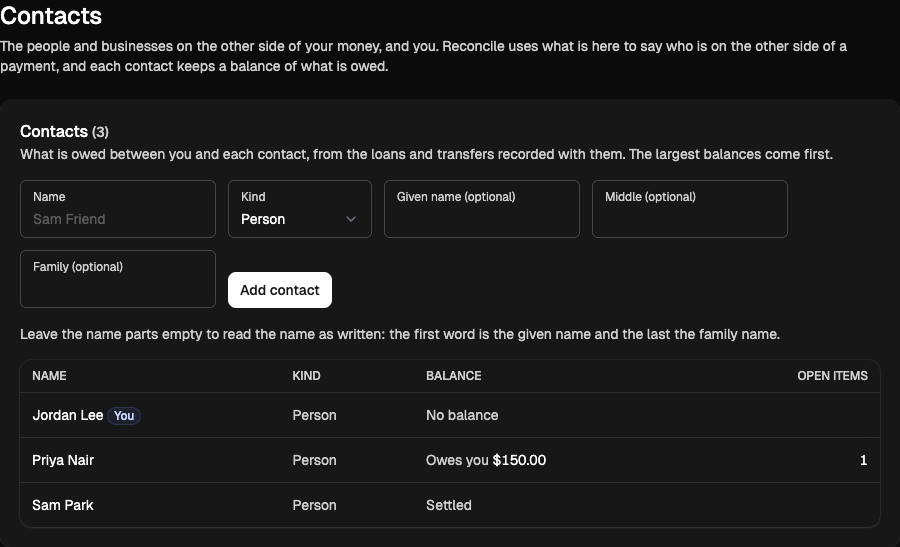 Contacts
The people and businesses on the other side of your money, and you. Reconcile uses what is here to say who is on the other side of a
payment, and each contact keeps a balance of what is owed.
Contacts (3)
What is owed between you and each contact, from the loans and transfers recorded with them. The largest balances come first.
Name Kind Given name (optional) Middle (optional)
Sam Friend Person
Family (optional)
Add contact
Leave the name parts empty to read the name as written: the first word is the given name and the last the family name.
NAME KIND BALANCE OPEN ITEMS
Jordan Lee You Person No balance
Priya Nair Person Owes you $150.00 1
Sam Park Person Settled